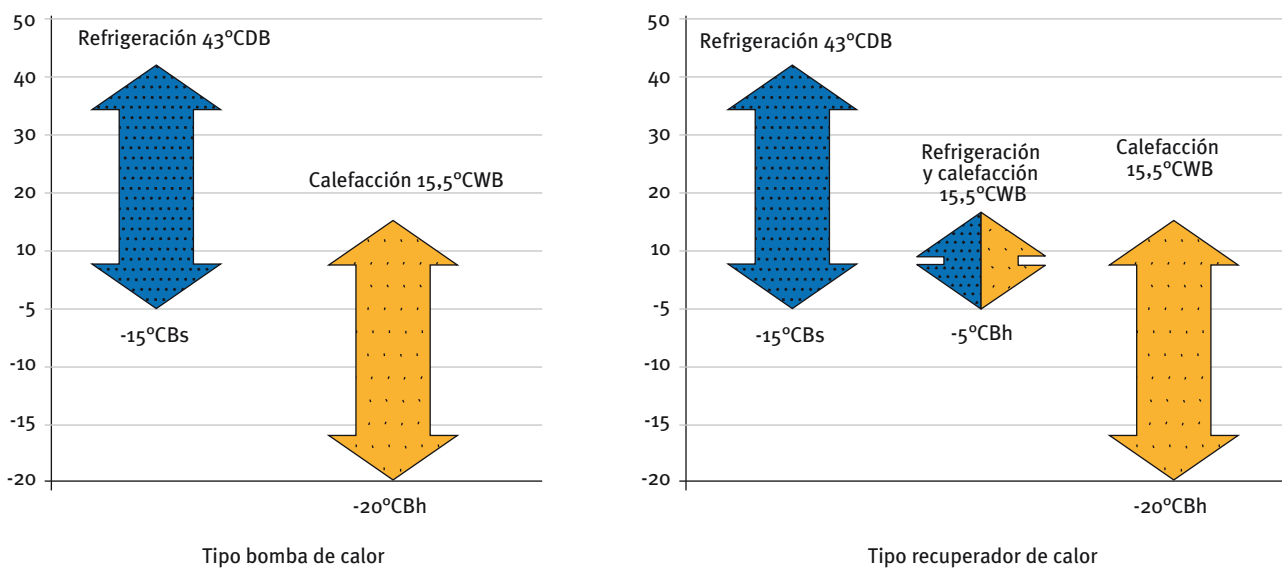 50
40
30
20
10
-5
-10
-15
-20
Refrigeración 43ºCDB
-15ºCBs
Calefacción 15,5ºCWB
-20ºCBh
Tipo bomba de calor
50
40
30
20
10
-5
-10
-15
-20
Refrigeración 43ºCDB
-15ºCBs
Refrigeración
y calefacción
15,5ºCWB
-5ºCBh
Calefacción
15,5ºCWB
-20ºCBh
Tipo recuperador de calor